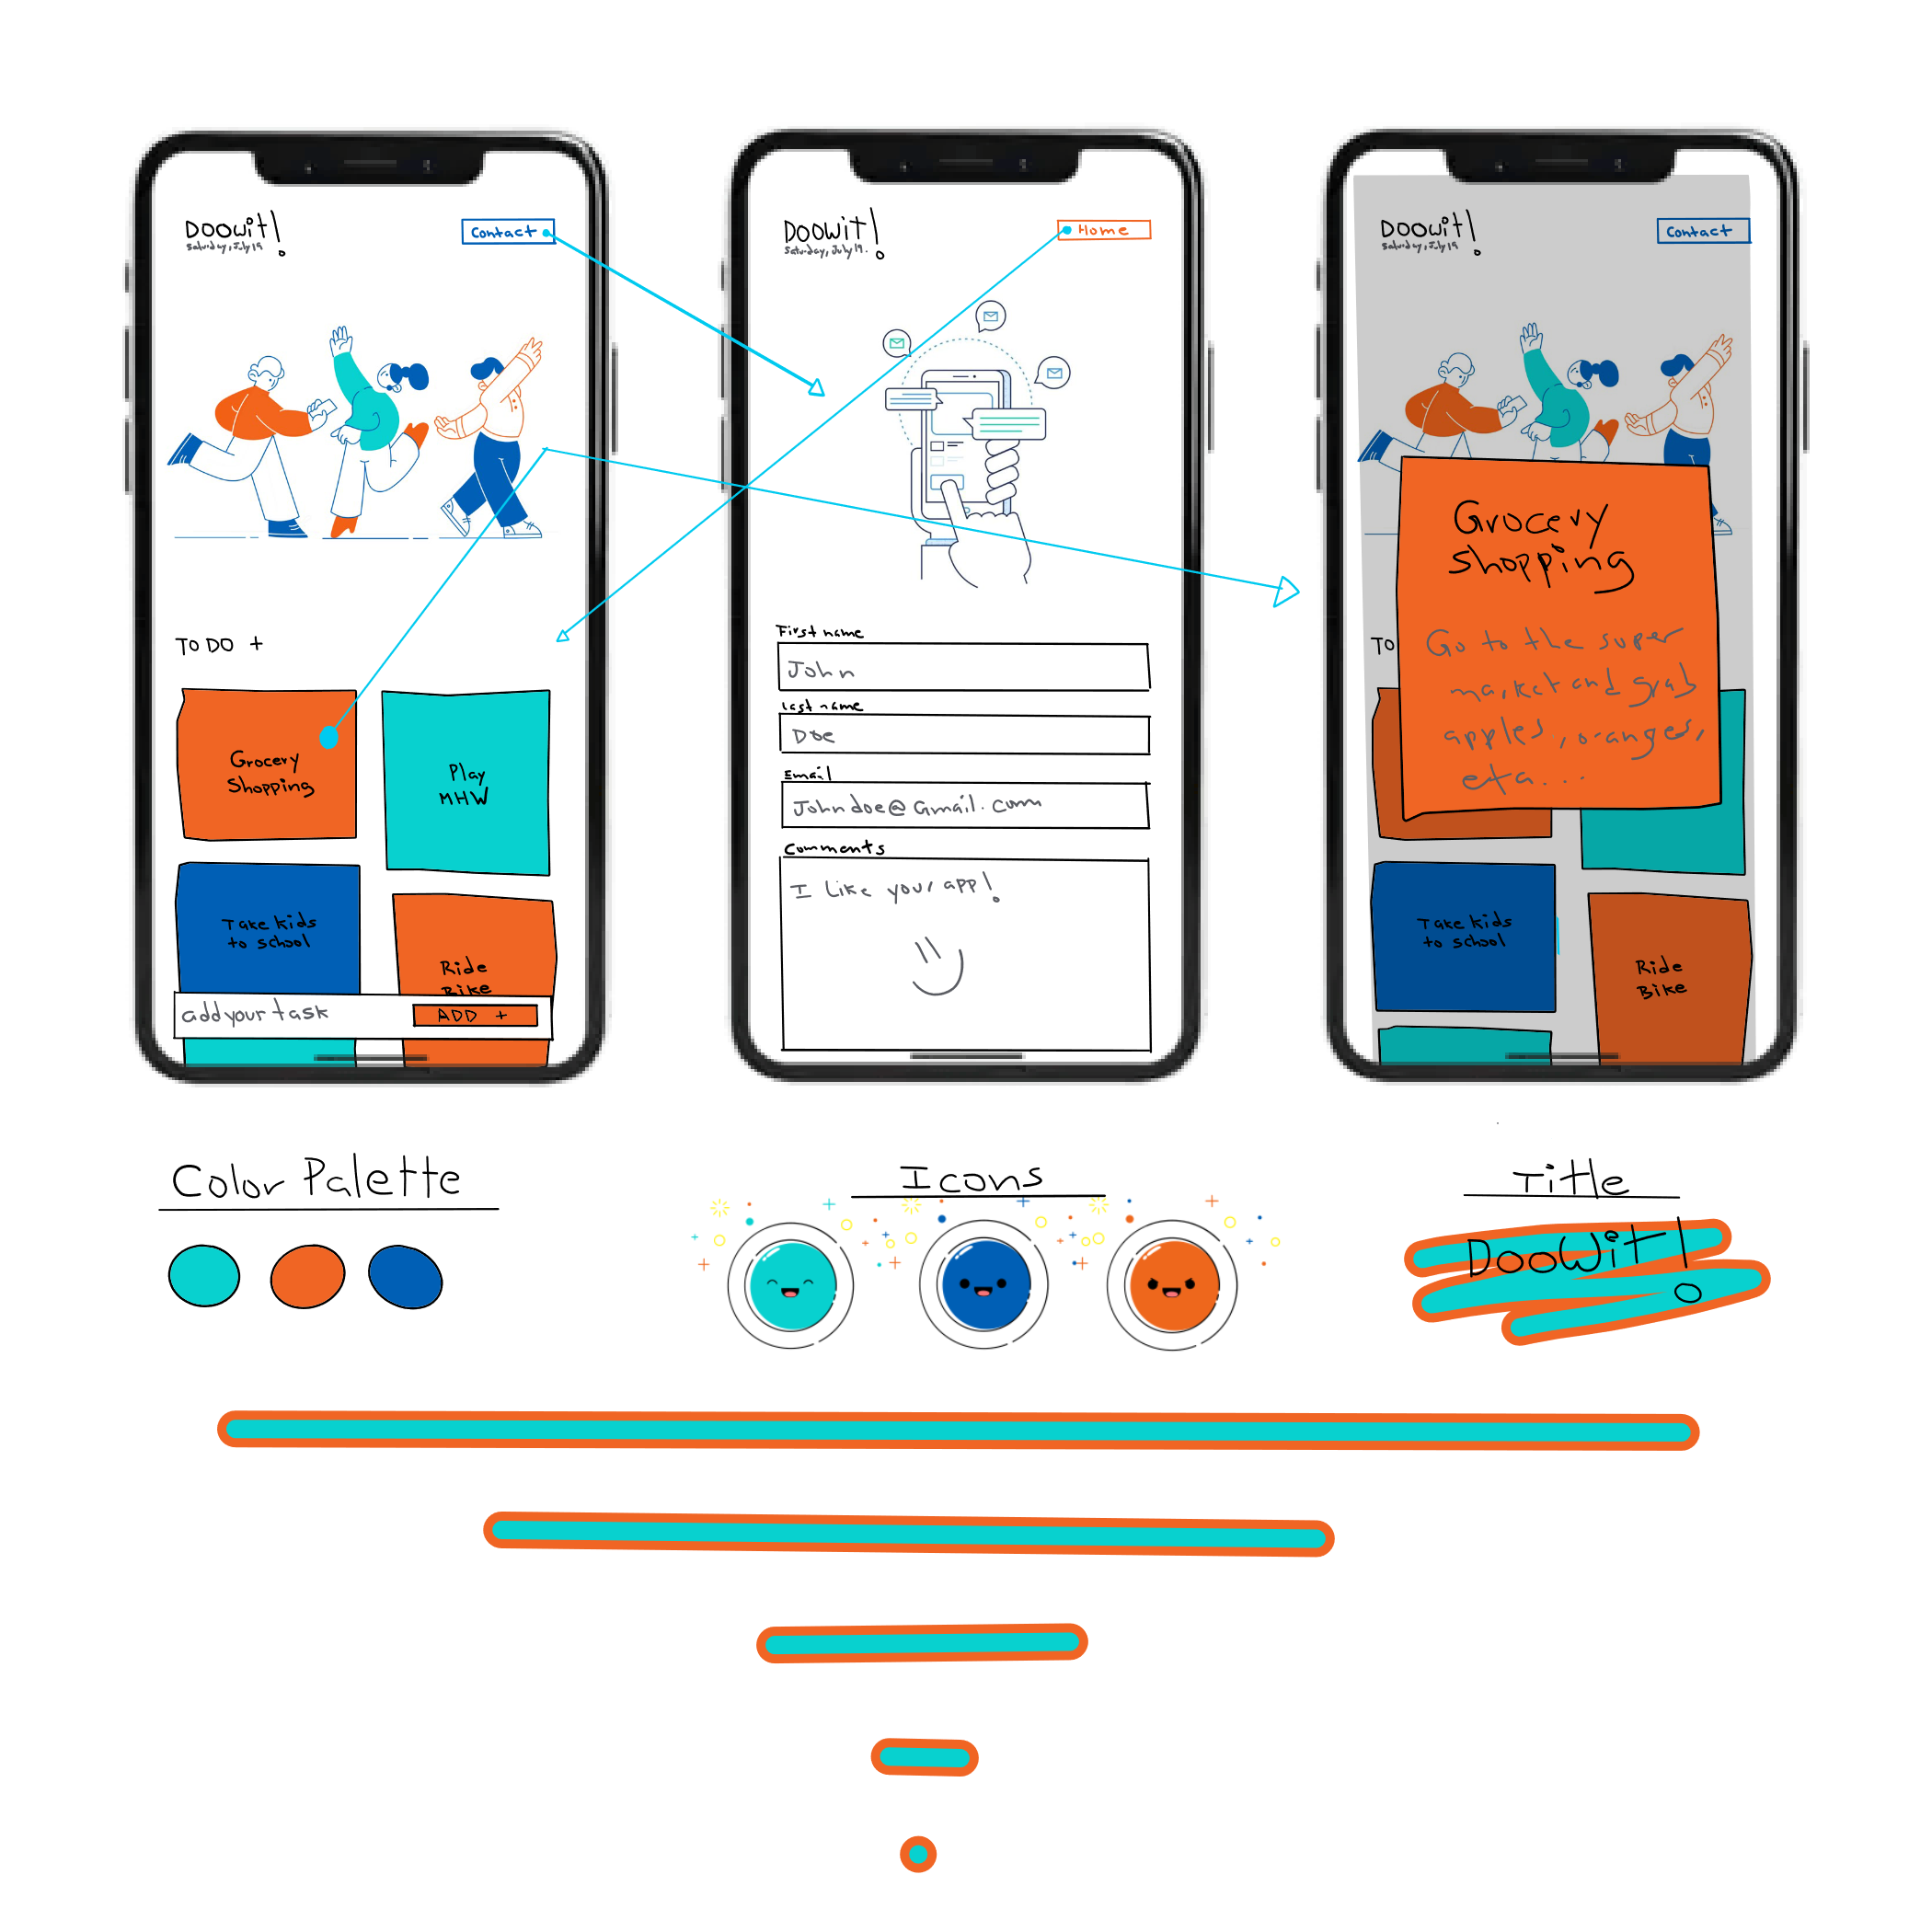 Doowit!
Saturday, July 19
Contact
TO DO +
Grocery
Shopping
Play
MHW
Take kids
to school
Ride
Bike
add your task
ADD +
Doowit!
Saturday, July 19.
Home
First name
John
Last name
Doe
Email
Johndoe@Gmail.com
Comments
I like your app!
Doowit!
Saturday, July 19
Contact
Grocery
Shopping
Go to the super
market and grab
apples, oranges,
eta...
TO
Take kids
to school
Ride
Bike
Color Palette
Icons
Title
DooWit!